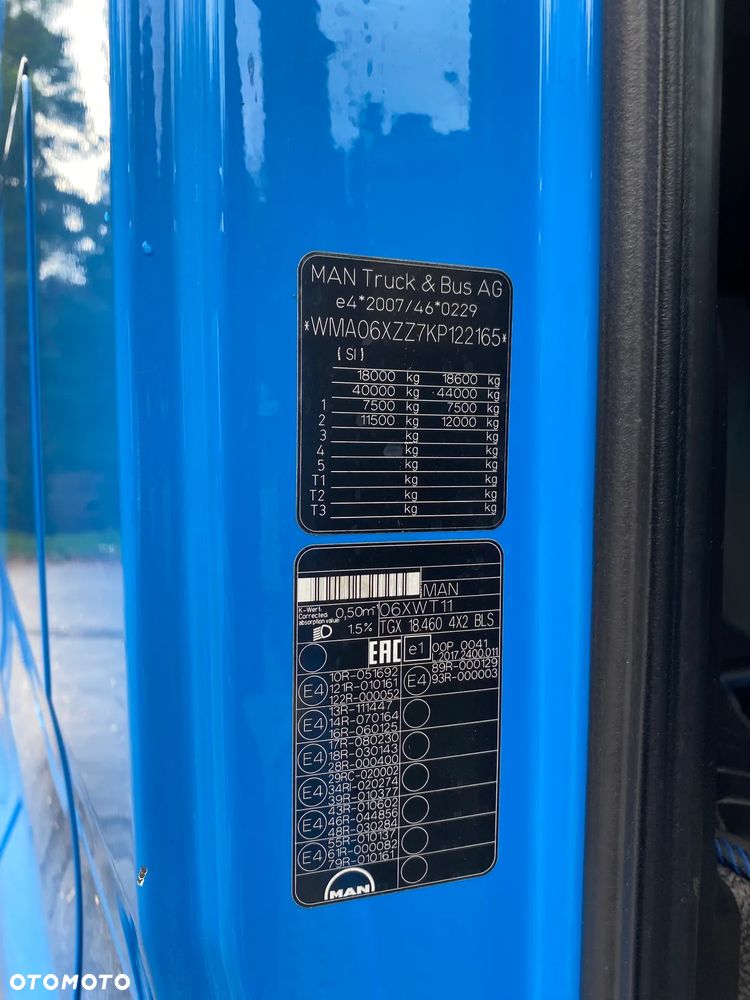 MAN Truck & Bus AG
e4*2007/46*0229
*WMA06XZZ7KP122165*
(SI)
18000 kg 18600 kg
40000 kg 44000 kg
1 7500 kg 7500 kg
2 11500 kg 12000 kg
3 kg kg
4 kg kg
5 kg kg
T1 kg kg
T2 kg kg
T3 kg kg
MAN
K-Wert:
Corrected
absorption value:
0,50m⁻¹
06XWT11
1.5%
TGX 18.460 4X2 BLS
EAC e1 00P 0041
L.2017.2400.011
E4
10R-051692
121R-010161
122R-000052
E4
89R-000129
93R-000003
E4
13R-111447
14R-070164
16R-060125
E4
17R-080230
18R-030143
28R-000400
E4
29RC-020002
34RI-020274
39R-010377
E4
43R-010602
46R-044856
48R-030284
E4
55R-010137
61R-000082
79R-010161
MAN
OTOMOTO